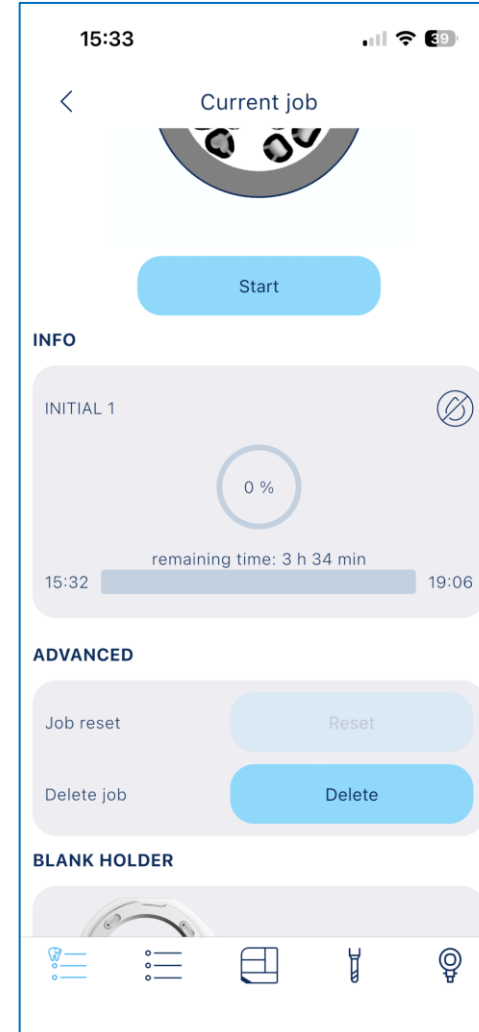 15:33
39
Current job
Start
INFO
INITIAL 1
0 %
remaining time: 3 h 34 min
15:32 19:06
ADVANCED
Job reset Reset
Delete job Delete
BLANK HOLDER